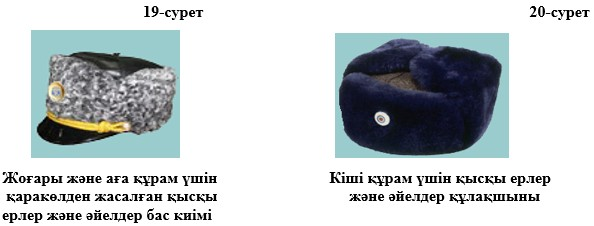 19-сурет
20-сурет
Жоғары және аға құрам үшін
қаракөлден жасалған қысқы
ерлер және әйелдер бас киімі
Кіші құрам үшін қысқы ерлер
және әйелдер құлақшыны